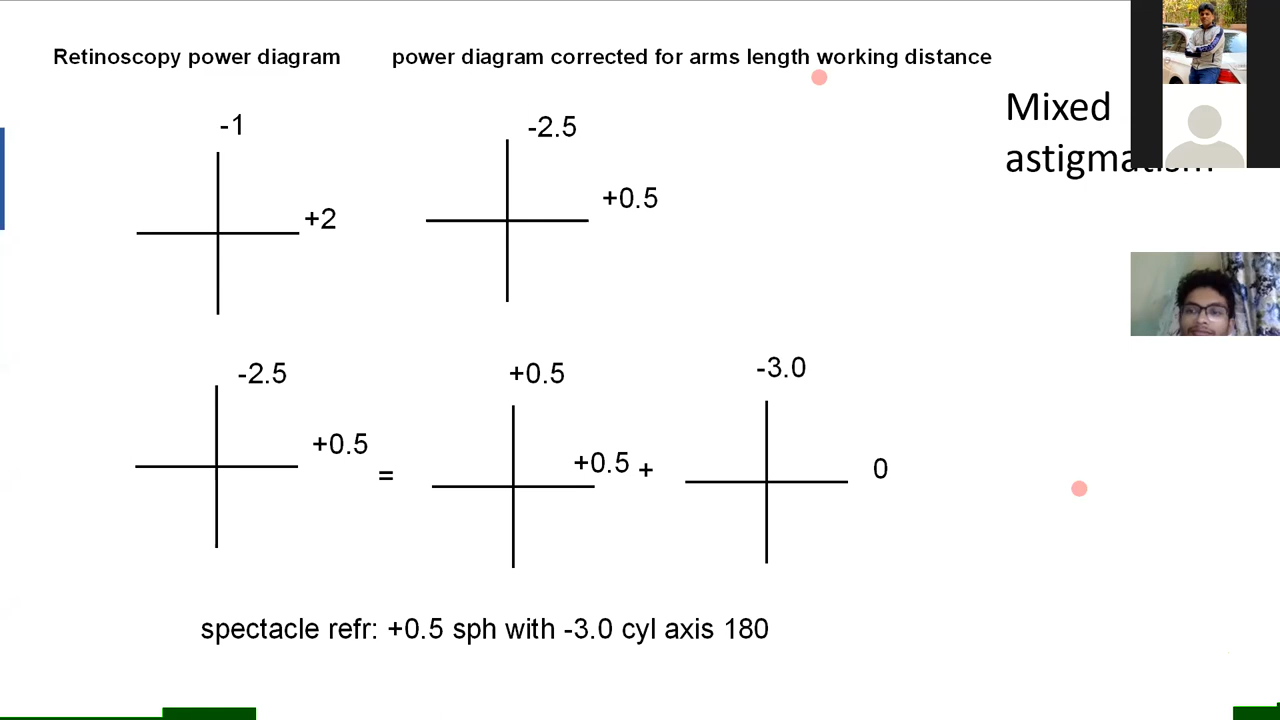 Retinoscopy power diagram
power diagram corrected for arms length working distance
Mixed
astigmatism
-1
+2
-2.5
+0.5
-2.5
+0.5
=
+0.5
+0.5 +
-3.0
0
spectacle refr: +0.5 sph with -3.0 cyl axis 180